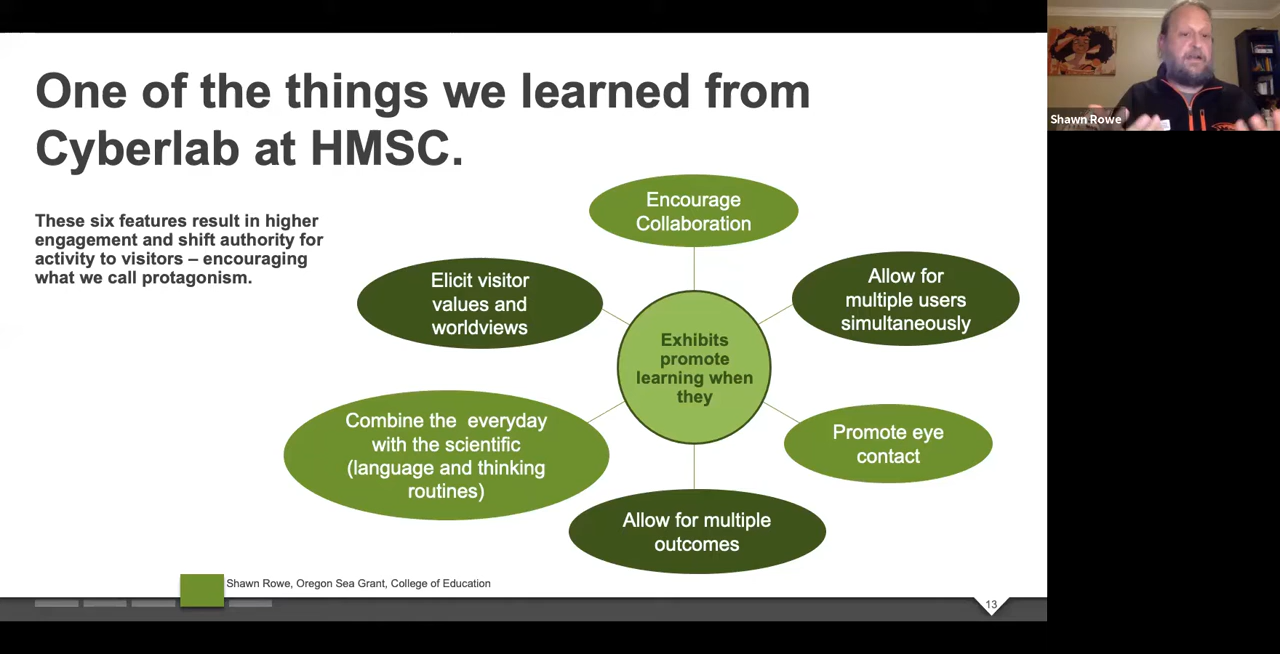 One of the things we learned from
Cyberlab at HMSC.
Shawn Rowe
These six features result in higher
engagement and shift authority for
activity to visitors – encouraging
what we call protagonism.
Encourage
Collaboration
Allow for
multiple users
simultaneously
Promote eye
contact
Allow for multiple
outcomes
Combine the everyday
with the scientific
(language and thinking
routines)
Elicit visitor
values and
worldviews
Exhibits
promote
learning when
they
Shawn Rowe, Oregon Sea Grant, College of Education
13